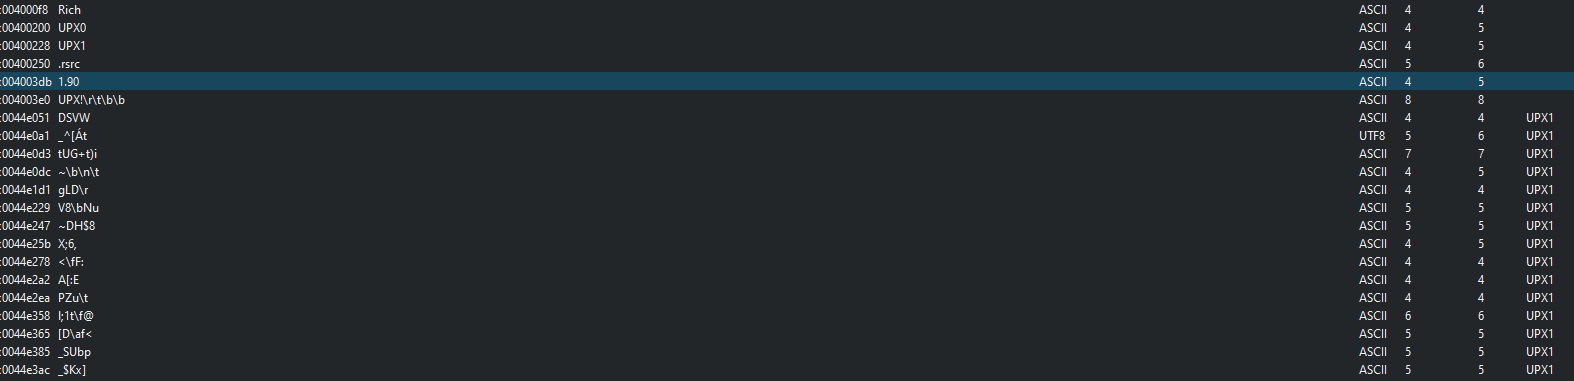 :004000f8 Rich ASCII 4 4
:00400200 UPX0 ASCII 4 5
:00400228 UPX1 ASCII 4 5
:00400250 .rsrc ASCII 5 6
:004003db 1.90 ASCII 4 5
:004003e0 UPX!\r\t\b\b ASCII 8 8
:0044e051 DSVW ASCII 4 4 UPX1
:0044e0a1 _^[Át UTF8 5 6 UPX1
:0044e0d3 tUG+t)i ASCII 7 7 UPX1
:0044e0dc ~\b\n\t ASCII 4 5 UPX1
:0044e1d1 gLD\r ASCII 4 4 UPX1
:0044e229 V8\bNu ASCII 5 5 UPX1
:0044e247 ~DH$8 ASCII 5 5 UPX1
:0044e25b X;6, ASCII 4 5 UPX1
:0044e278 <\fF: ASCII 4 4 UPX1
:0044e2a2 A[:E ASCII 4 4 UPX1
:0044e2ea PZu\t ASCII 4 4 UPX1
:0044e358 I;1t\f@ ASCII 6 6 UPX1
:0044e365 [D\af< ASCII 5 5 UPX1
:0044e385 _SUbp ASCII 5 5 UPX1
:0044e3ac _$Kx] ASCII 5 5 UPX1